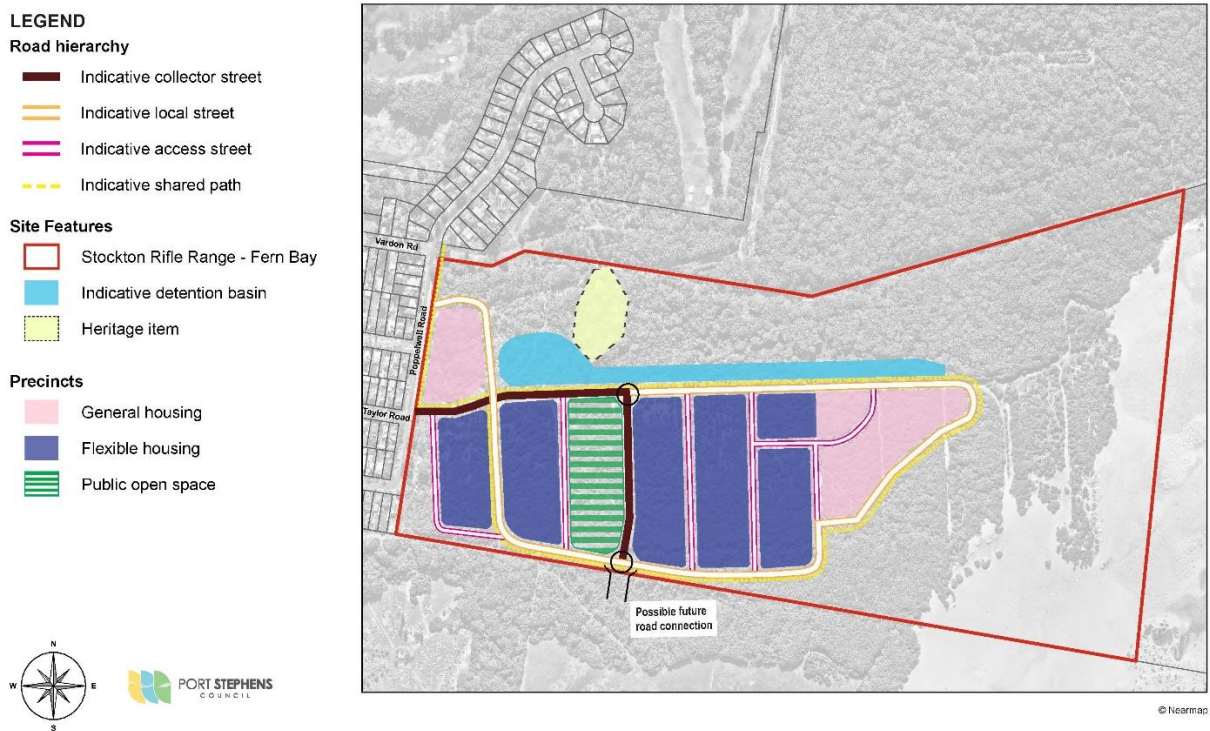 LEGEND
Road hierarchy
Indicative collector street
Indicative local street
Indicative access street
Indicative shared path
Site Features
Stockton Rifle Range - Fern Bay
Indicative detention basin
Heritage item
Precincts
General housing
Flexible housing
Public open space
N
W
E
S
PORT STEPHENS
COUNCIL
Vardon Rd
Poppelwell Road
Taylor Road
Possible future
road connection
© Nearmap